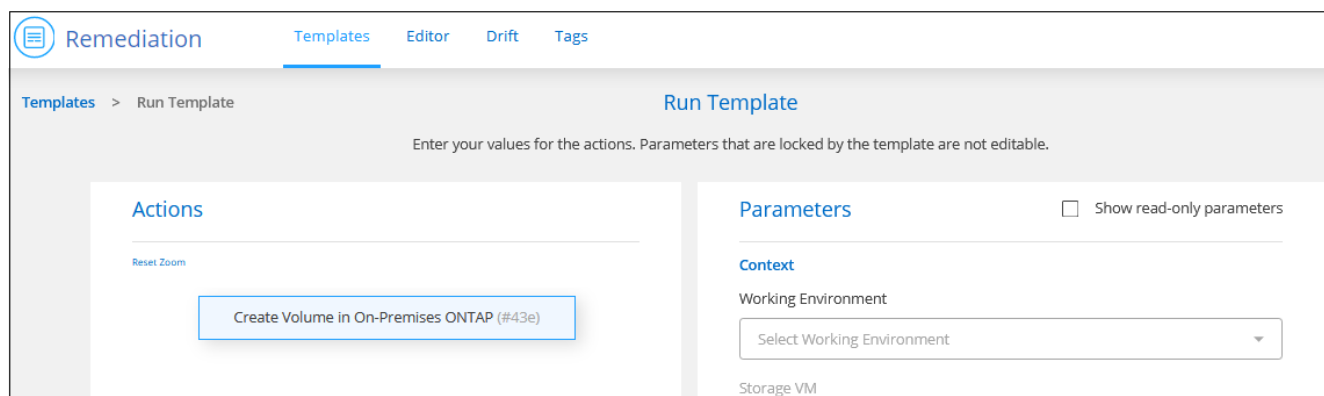 Remediation
Templates Editor Drift Tags
Templates > Run Template
Run Template
Enter your values for the actions. Parameters that are locked by the template are not editable.
Actions
Reset Zoom
Create Volume in On-Premises ONTAP (#43e)
Parameters
Show read-only parameters
Context
Working Environment
Select Working Environment
Storage VM